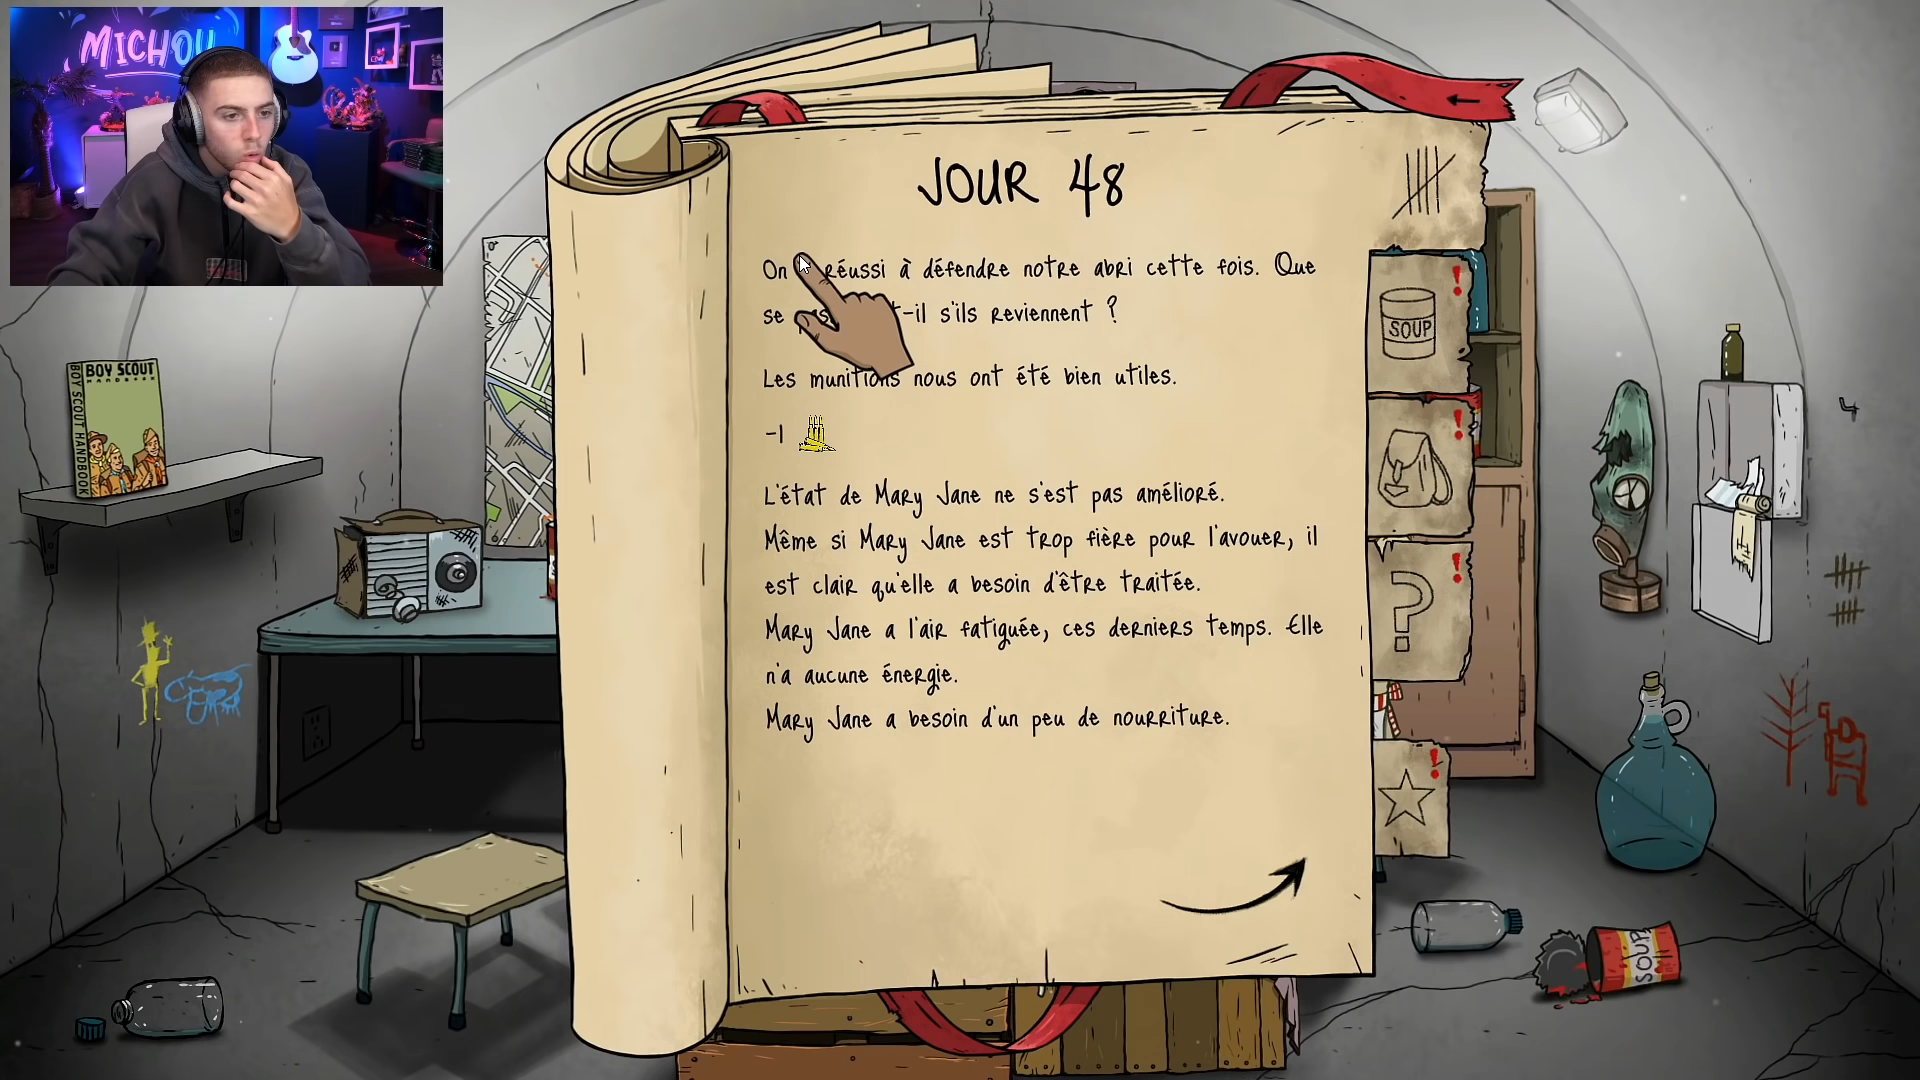 MICHOU
BOY SCOUT
HANDBOOK
BOY SCOUT HANDBOOK
JOUR 48
On réussi à défendre notre abri cette fois. Que
se -il s'ils reviennent ?
Les munitions nous ont été bien utiles.
-1
L'état de Mary Jane ne s'est pas amélioré.
Même si Mary Jane est trop fière pour l'avouer, il
est clair qu'elle a besoin d'être traitée.
Mary Jane a l'air fatiguée, ces derniers temps. Elle
n'a aucune énergie.
Mary Jane a besoin d'un peu de nourriture.
!
SOUP
!
!
?
!
SOUP